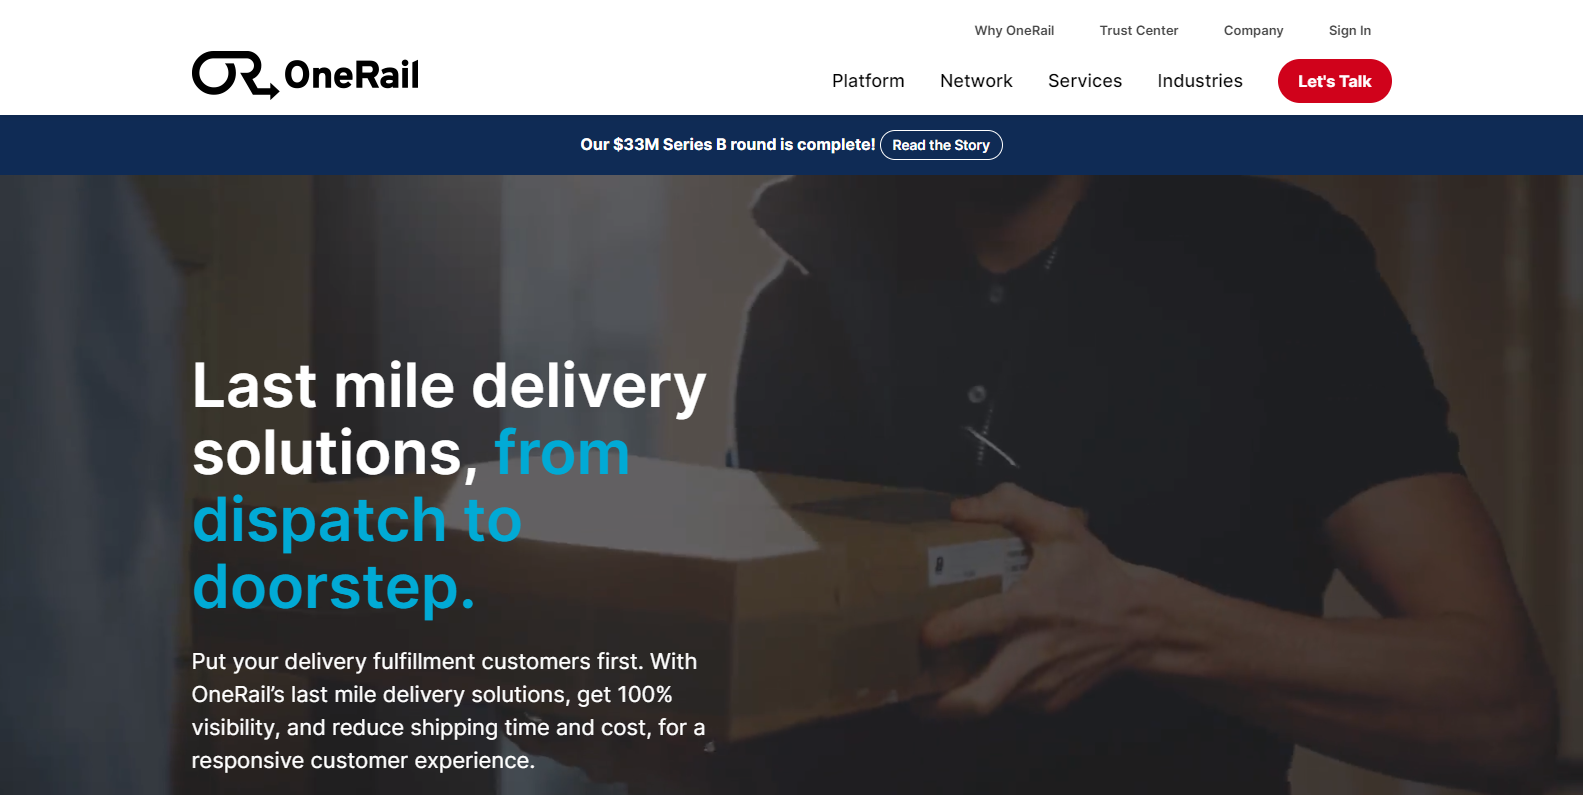 Why OneRail Trust Center Company Sign In
OneRail
Platform Network Services Industries Let's Talk
Our $33M Series B round is complete! Read the Story
Last mile delivery
solutions, from
dispatch to
doorstep.
Put your delivery fulfillment customers first. With
OneRail’s last mile delivery solutions, get 100%
visibility, and reduce shipping time and cost, for a
responsive customer experience.